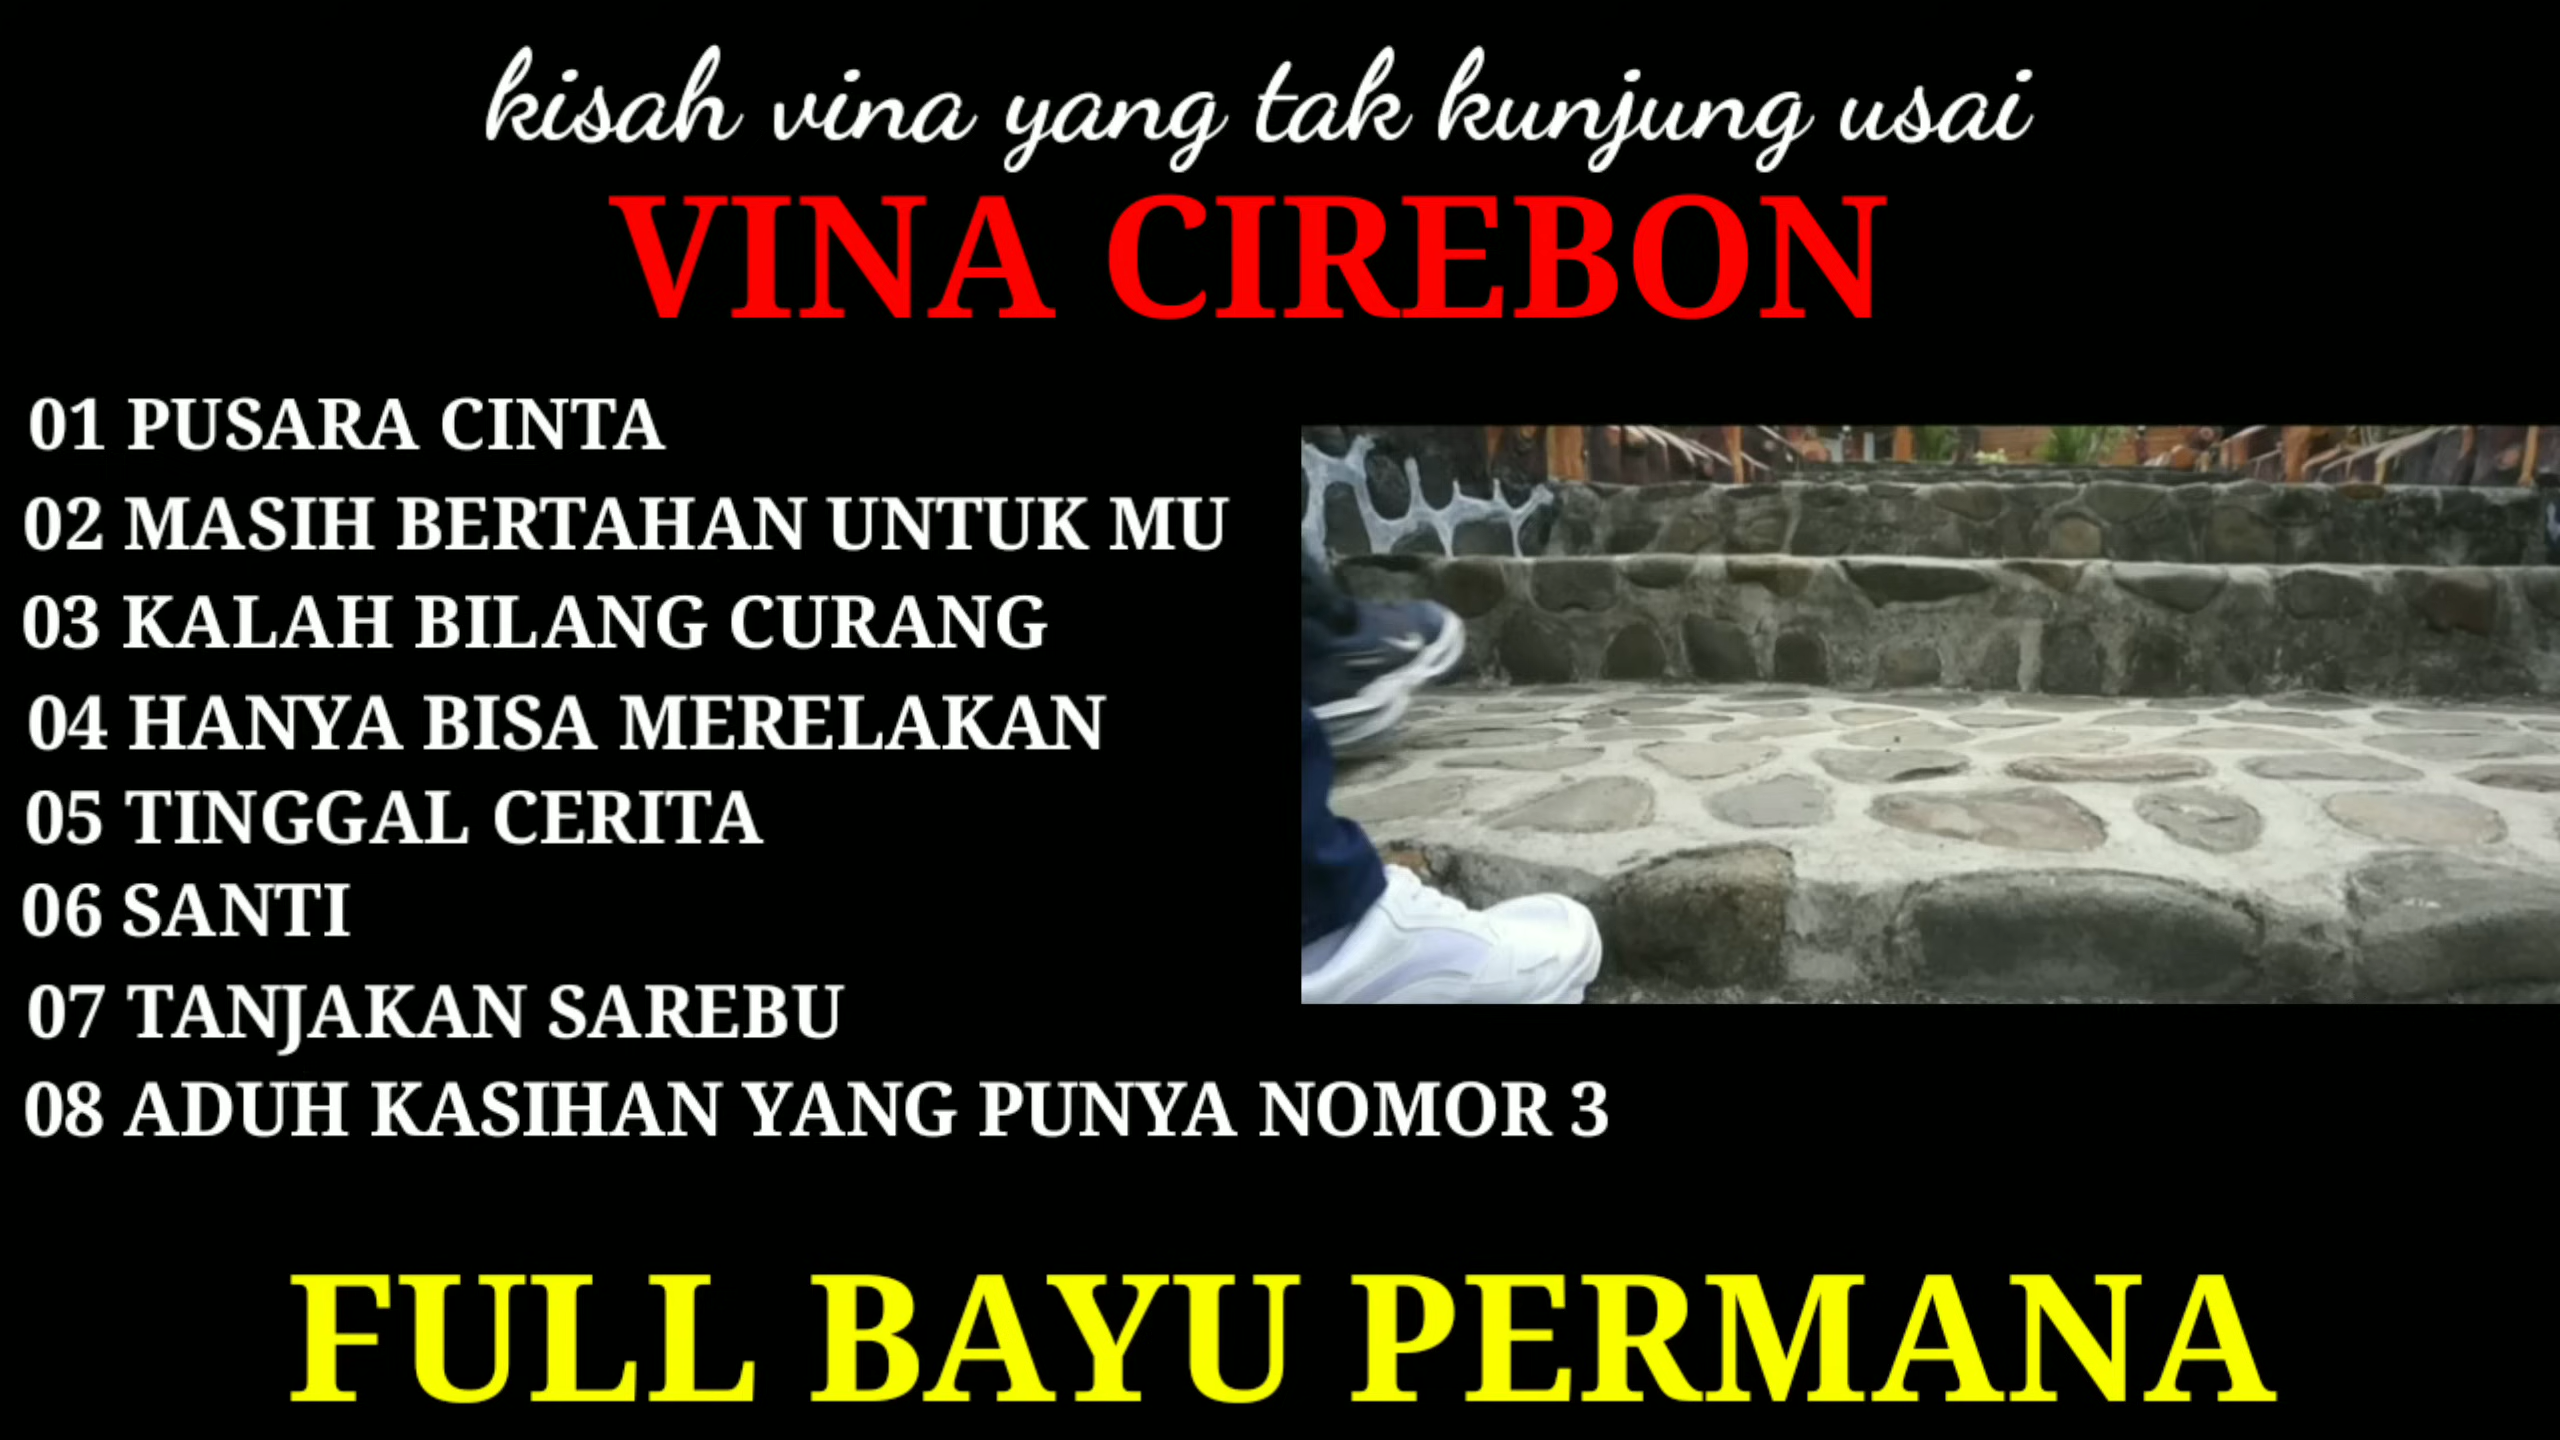 kisah vina yang tak kunjung usai
VINA CIREBON
01 PUSARA CINTA
02 MASIH BERTAHAN UNTUK MU
03 KALAH BILANG CURANG
04 HANYA BISA MERELAKAN
05 TINGGAL CERITA
06 SANTI
07 TANJAKAN SAREBU
08 ADUH KASIHAN YANG PUNYA NOMOR 3
FULL BAYU PERMANA